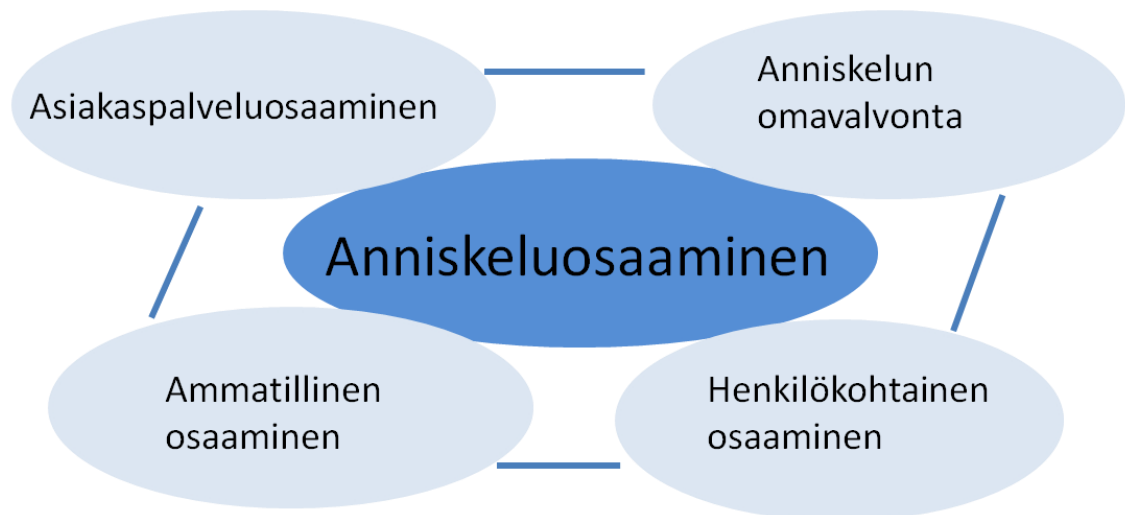 Asiakaspalveluosaaminen
Anniskelun
omavalvonta
Anniskeluosaaminen
Ammatillinen
osaaminen
Henkilökohtainen
osaaminen